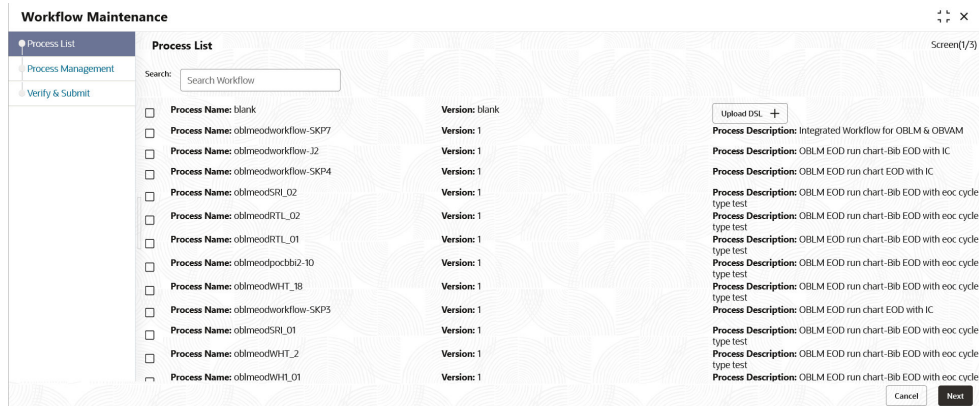 Workflow Maintenance
Process List
Process Management
Verify & Submit
Process List
Screen(1/3)
Search:
Search Workflow
Process Name: blank Version: blank Upload DSL +
Process Name: oblmeodworkflow-SKP7 Version: 1 Process Description: Integrated Workflow for OBLM & OBVAM
Process Name: oblmeodworkflow-J2 Version: 1 Process Description: OBLM EOD run chart-Bib EOD with IC
Process Name: oblmeodworkflow-SKP4 Version: 1 Process Description: OBLM EOD run chart EOD with IC
Process Name: oblmeodSRI_02 Version: 1 Process Description: OBLM EOD run chart-Bib EOD with eoc cycle
type test
Process Name: oblmeodRTL_02 Version: 1 Process Description: OBLM EOD run chart-Bib EOD with eoc cycle
type test
Process Name: oblmeodRTL_01 Version: 1 Process Description: OBLM EOD run chart-Bib EOD with eoc cycle
type test
Process Name: oblmeodpocbbi2-10 Version: 1 Process Description: OBLM EOD run chart-Bib EOD with eoc cycle
type test
Process Name: oblmeodWHT_18 Version: 1 Process Description: OBLM EOD run chart-Bib EOD with eoc cycle
type test
Process Name: oblmeodworkflow-SKP3 Version: 1 Process Description: OBLM EOD run chart EOD with IC
Process Name: oblmeodSRI_01 Version: 1 Process Description: OBLM EOD run chart-Bib EOD with eoc cycle
type test
Process Name: oblmeodWHT_2 Version: 1 Process Description: OBLM EOD run chart-Bib EOD with eoc cycle
type test
Process Name: oblmeodWH1_01 Version: 1 Process Description: OBLM EOD run chart-Bib EOD with eoc cycle
Cancel Next